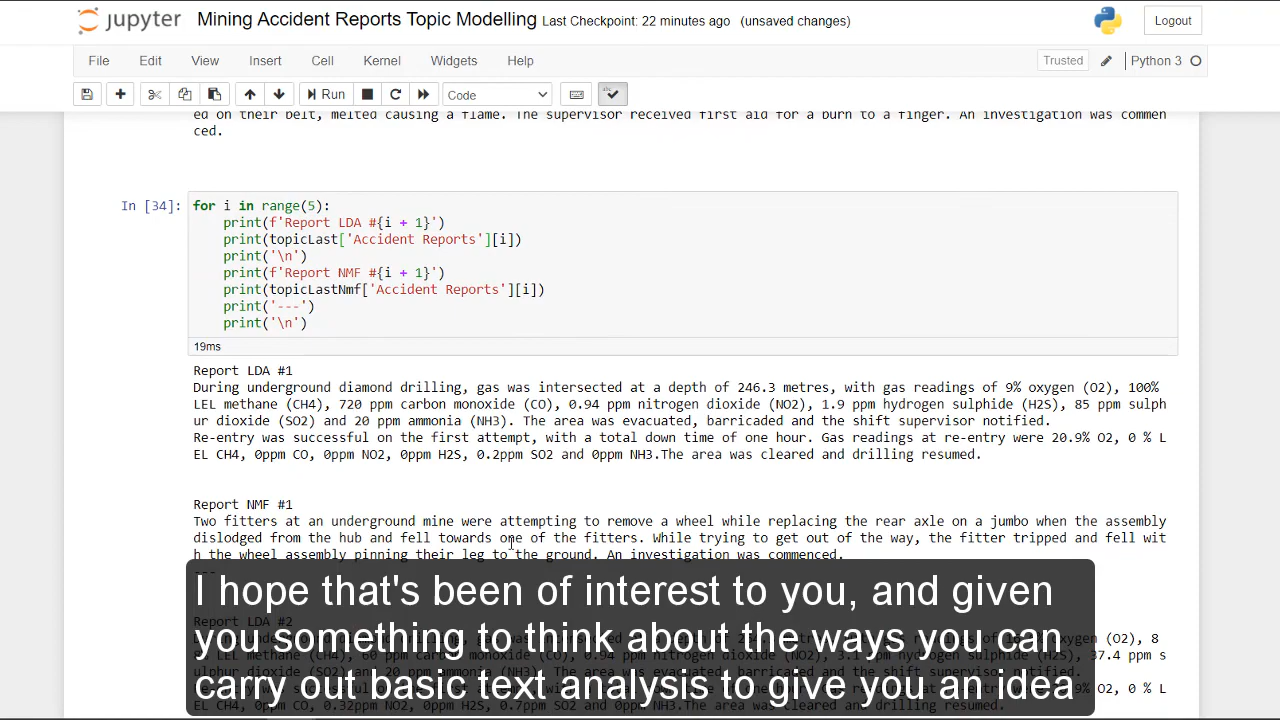 jupyter Mining Accident Reports Topic Modelling Last Checkpoint: 22 minutes ago (unsaved changes) Logout
File Edit View Insert Cell Kernel Widgets Help Trusted Python 3
Run Code
ed on their belt, melted causing a flame. The supervisor received first aid for a burn to a finger. An investigation was commen
ced.
In [34]: for i in range(5):
print(f'Report LDA #{i + 1}')
print(topicLast['Accident Reports'][i])
print('\n')
print(f'Report NMF #{i + 1}')
print(topicLastNmf['Accident Reports'][i])
print('---')
print('\n')
19ms
Report LDA #1
During underground diamond drilling, gas was intersected at a depth of 246.3 metres, with gas readings of 9% oxygen (O2), 100%
LEL methane (CH4), 720 ppm carbon monoxide (CO), 0.94 ppm nitrogen dioxide (NO2), 1.9 ppm hydrogen sulphide (H2S), 85 ppm sulph
ur dioxide (SO2) and 20 ppm ammonia (NH3). The area was evacuated, barricaded and the shift supervisor notified.
Re-entry was successful on the first attempt, with a total down time of one hour. Gas readings at re-entry were 20.9% O2, 0 % L
EL CH4, 0ppm CO, 0ppm NO2, 0ppm H2S, 0.2ppm SO2 and 0ppm NH3.The area was cleared and drilling resumed.
Report NMF #1
Two fitters at an underground mine were attempting to remove a wheel while replacing the rear axle on a jumbo when the assembly
dislodged from the hub and fell towards one of the fitters. While trying to get out of the way, the fitter tripped and fell wit
h the wheel assembly pinning their leg to the ground. An investigation was commenced.
I hope that's been of interest to you, and given
you something to think about the ways you can
carry out basic text analysis to give you an idea
Report LDA #2
oxygen (O2), 8
37.4 ppm s
20.9% O2, 0 % L